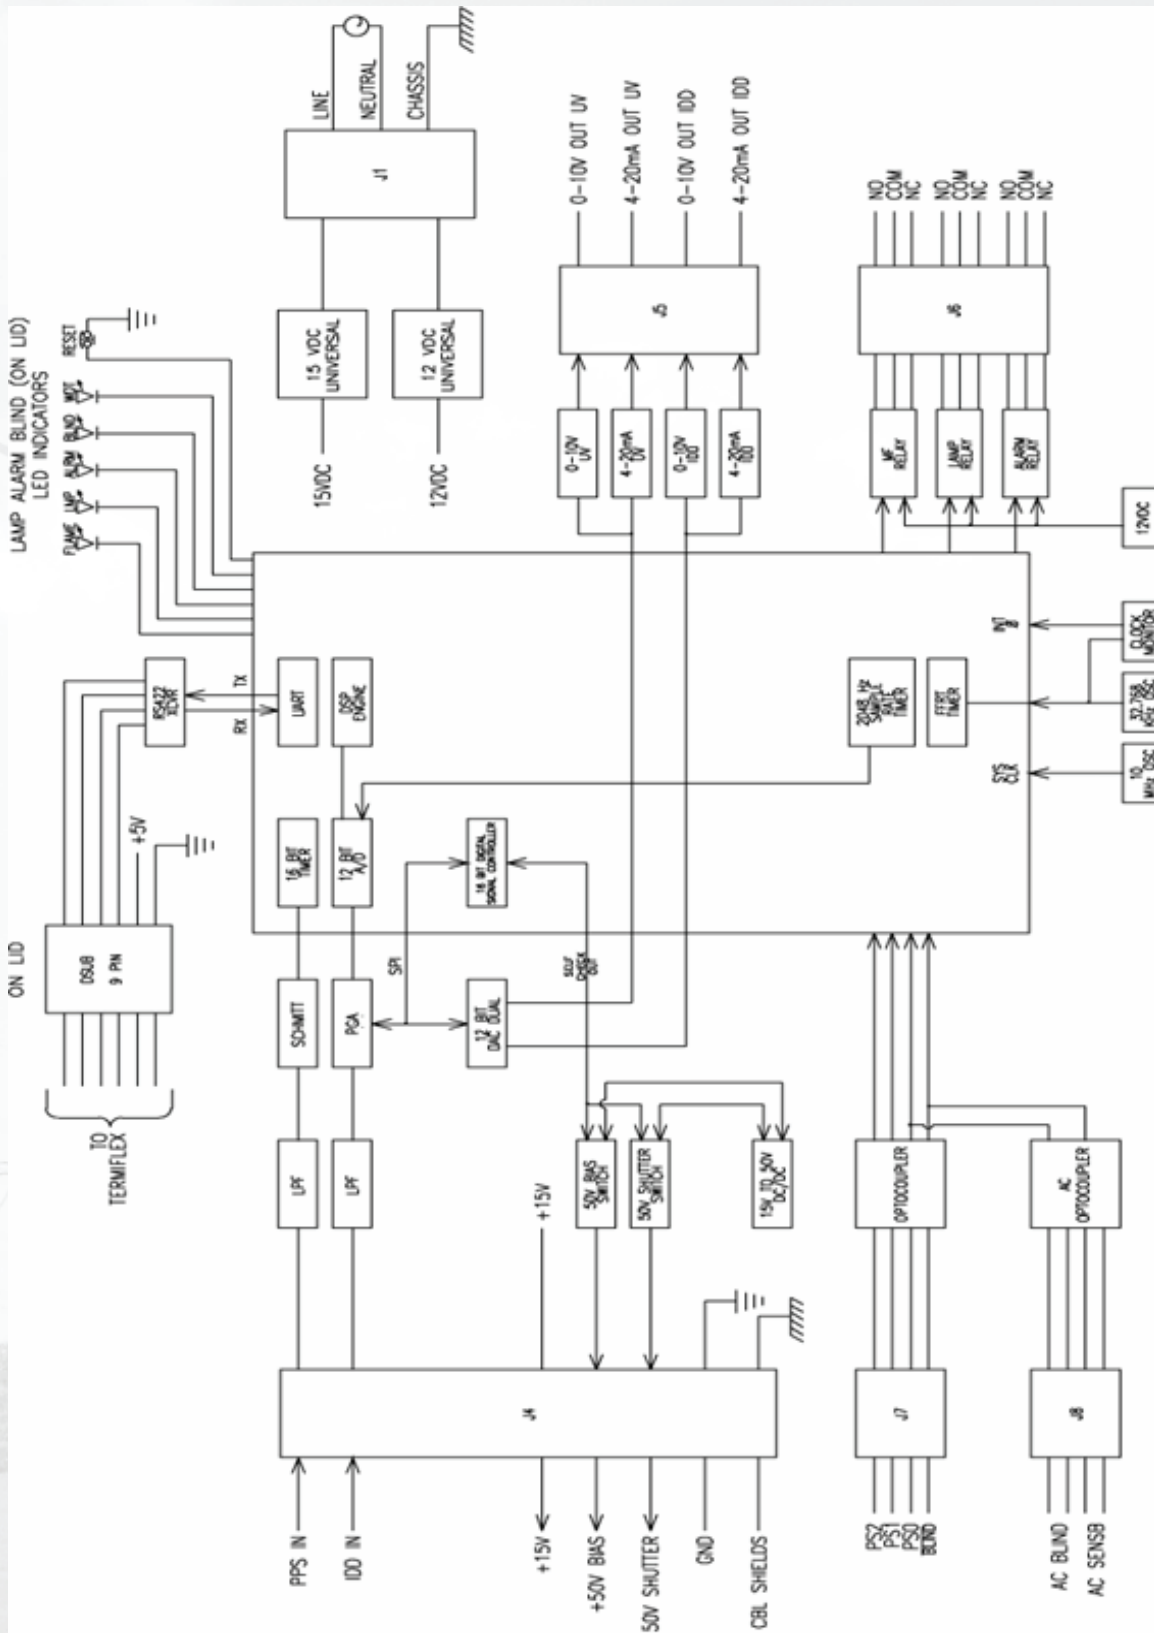 LAMP ALARM BLIND (ON LID)
LED INDICATORS
FLAME
LMP
ALRM
BLND
WDT
RESET
LINE
NEUTRAL
CHASSIS
J1
15 VDC
UNIVERSAL
12 VDC
UNIVERSAL
15VDC
12VDC
0-10V OUT UV
4-20mA OUT UV
0-10V OUT IDD
4-20mA OUT IDD
J5
0-10V
UV
4-20mA
UV
0-10V
IDD
4-20mA
IDD
NO
COM
NC
NO
COM
NC
NO
COM
NC
J6
MF
RELAY
LAMP
RELAY
ALARM
RELAY
12VDC
ON LID
DSUB
9 PIN
+5V
TO
TERMIFLEX
RS422
XCVR
TX
RX
UART
DSP
ENGINE
16 BIT
TIMER
12 BIT
A/D
16 BIT DIGITAL
SIGNAL CONTROLLER
2048 Hz
SAMPLE
RATE
TIMER
FFRT
TIMER
INT
0
SYS
CLK
CLOCK
MONITOR
32.768
KHz OSC
10
MHz OSC
SCHMITT
PGA
SPI
12 BIT
DAC DUAL
SELF
CHECK
OUT
LPF
LPF
+15V
50V BIAS
SWITCH
50V SHUTTER
SWITCH
15V TO 50V
DC/DC
OPTOCOUPLER
AC
OPTOCOUPLER
J4
J7
J8
PPS IN
IDD IN
+15V
+50V BIAS
50V SHUTTER
GND
CBL SHIELDS
PS2
PS1
PS0
BLIND
AC BLIND
AC SENSB